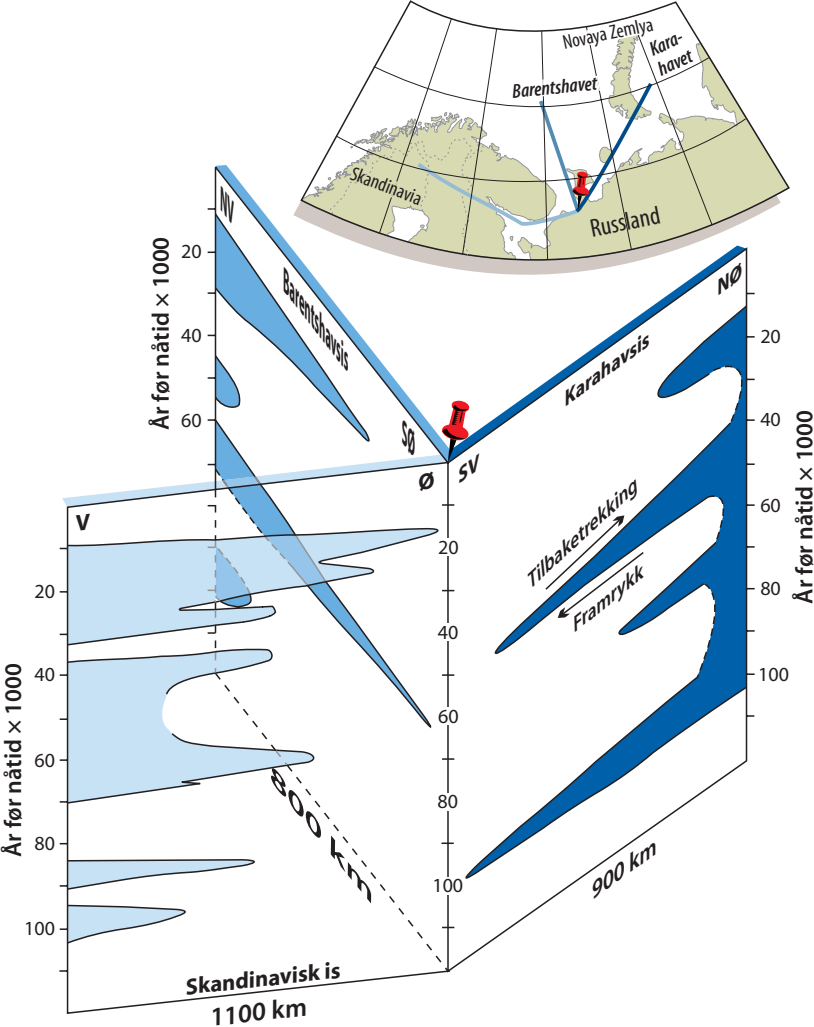 Novaya Zemlya
Kara-
havet
Barentshavet
Skandinavia
Russland
NV
Barentshavsis
SØ
År før nåtid × 1000
20
40
60
NØ
Karahavsis
SV
År før nåtid × 1000
20
40
60
80
100
Tilbaketrekking
Framrykk
900 km
V
Ø
År før nåtid × 1000
20
40
60
80
100
20
40
60
80
100
800 km
Skandinavisk is
1100 km